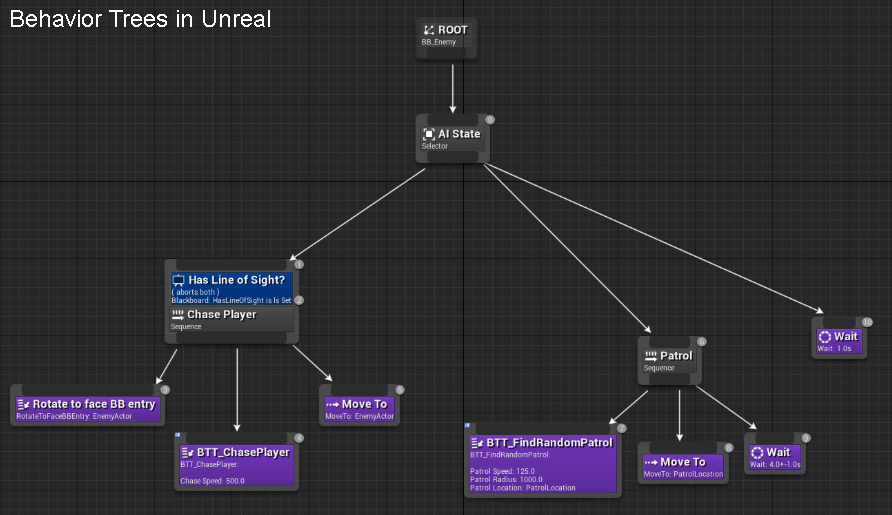 Behavior Trees in Unreal
ROOT
BB_Enemy
0
AI State
Selector
1
Has Line of Sight?
( aborts both )
Blackboard: HasLineOfSight is Is Set
2
Chase Player
Sequence
3
Rotate to face BB entry
RotateToFaceBBEntry: EnemyActor
4
BTT_ChasePlayer
BTT_ChasePlayer:
Chase Speed: 500.0
5
Move To
MoveTo: EnemyActor
6
Patrol
Sequence
7
BTT_FindRandomPatrol
BTT_FindRandomPatrol:
Patrol Speed: 125.0
Patrol Radius: 1000.0
Patrol Location: PatrolLocation
8
Move To
MoveTo: PatrolLocation
9
Wait
Wait: 4.0+-1.0s
10
Wait
Wait: 1.0s